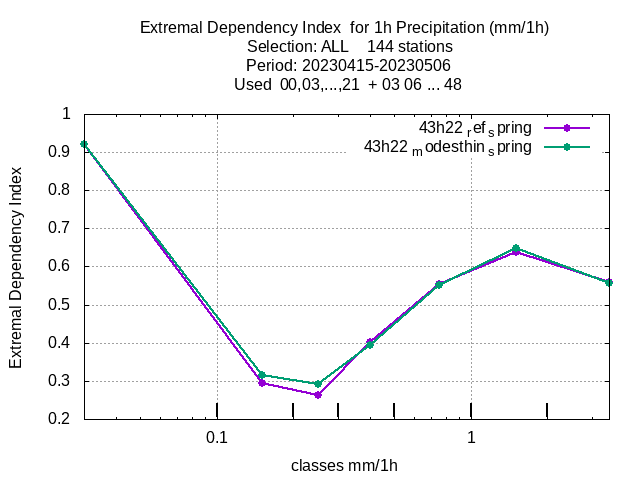 Extremal Dependency Index  for 1h Precipitation (mm/1h)
Selection: ALL    144 stations
Period: 20230415-20230506
Used  00,03,...,21  + 03 06 ... 48
43h22 ref spring
43h22 modesthin spring
Extremal Dependency Index
1
0.9
0.8
0.7
0.6
0.5
0.4
0.3
0.2
0.1
1
classes mm/1h